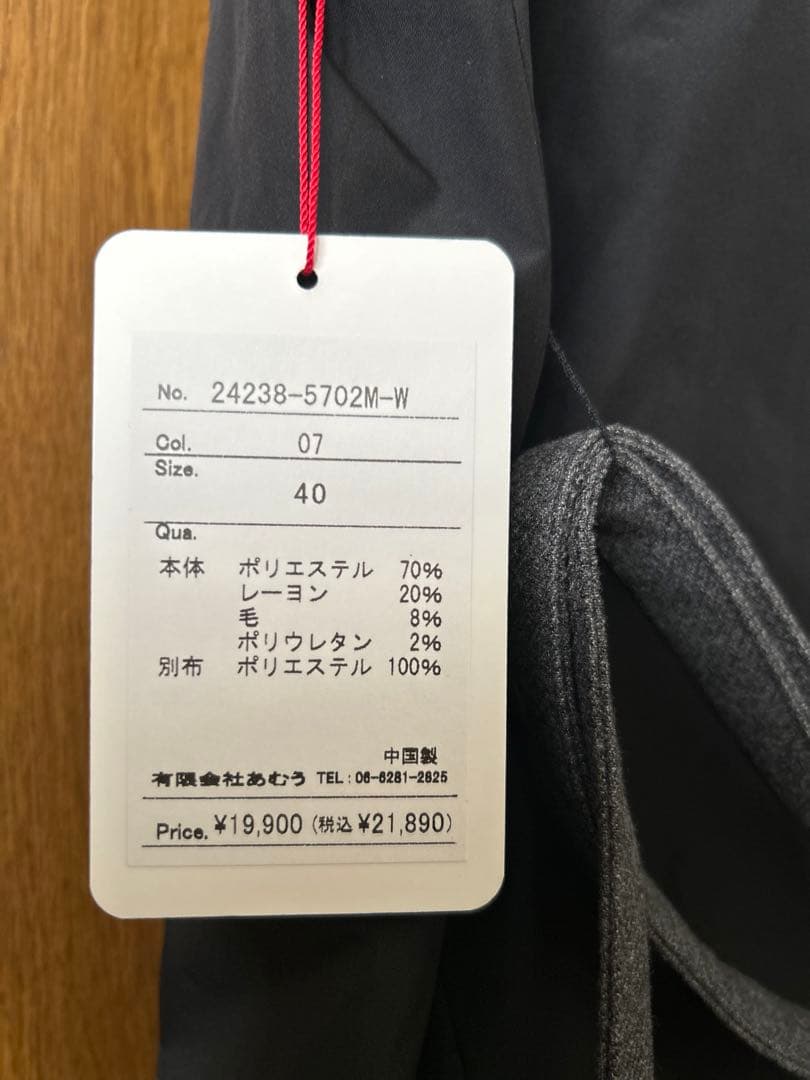 No. 24238-5702M-W
Col. 07
Size. 40
Qua.
本体 ポリエステル 70%
レーヨン 20%
毛 8%
ポリウレタン 2%
別布 ポリエステル 100%
中国製
有限会社あむう TEL:06-6281-2825
Price. ¥19,900 (税込¥21,890)